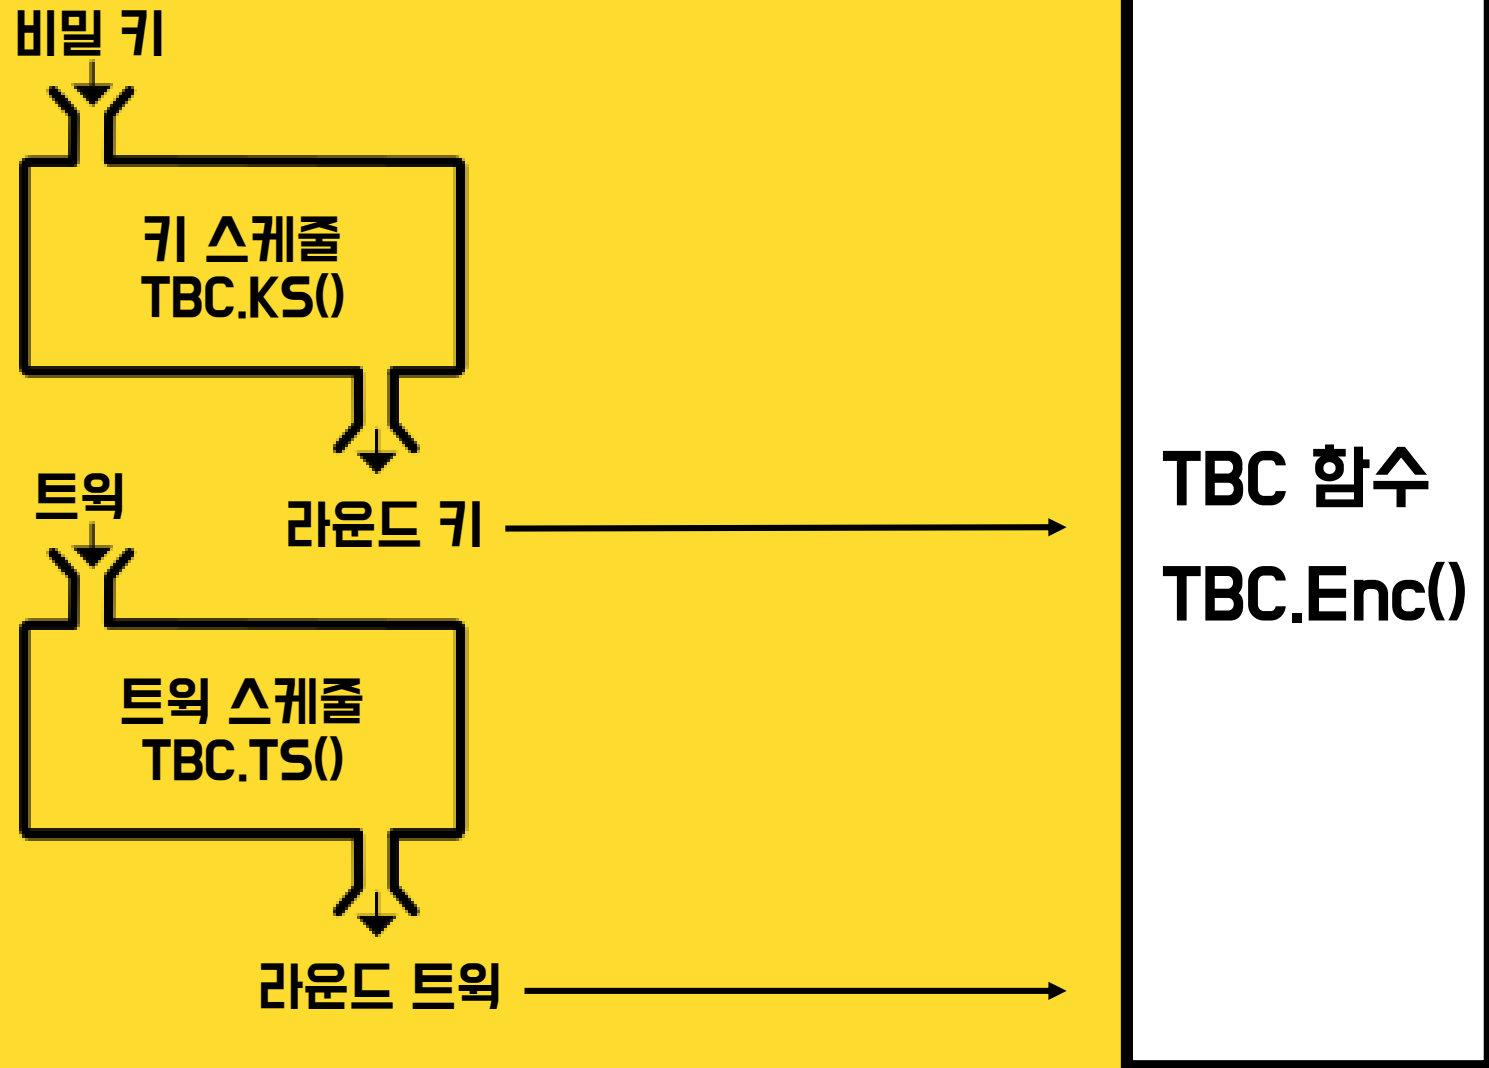 비밀 키
키 스케줄
TBC.KS()
라운드 키
트윅
트윅 스케줄
TBC.TS()
라운드 트윅
TBC 함수
TBC.Enc()